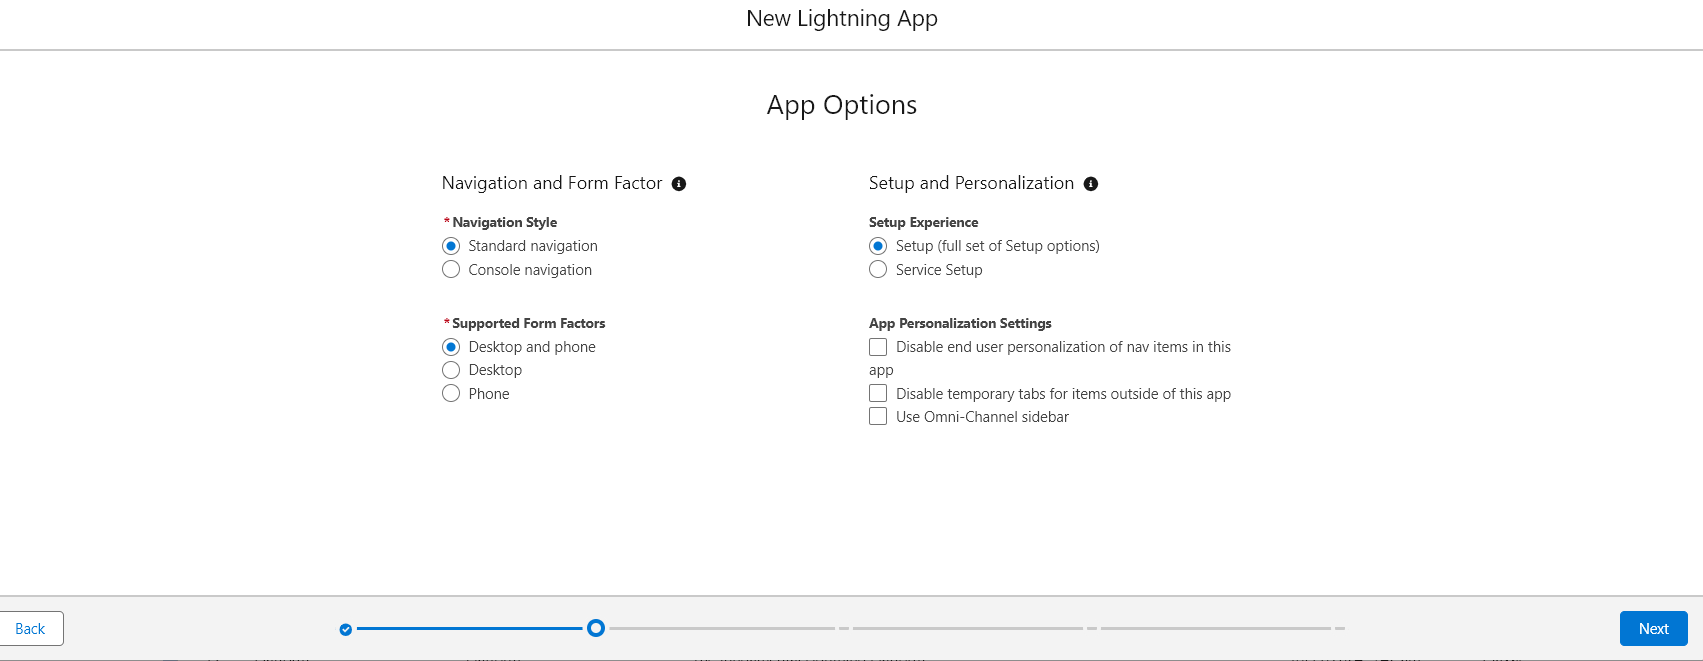 New Lightning App
App Options
Navigation and Form Factor
* Navigation Style
Standard navigation
Console navigation
* Supported Form Factors
Desktop and phone
Desktop
Phone
Setup and Personalization
Setup Experience
Setup (full set of Setup options)
Service Setup
App Personalization Settings
Disable end user personalization of nav items in this
app
Disable temporary tabs for items outside of this app
Use Omni-Channel sidebar
Back
Next